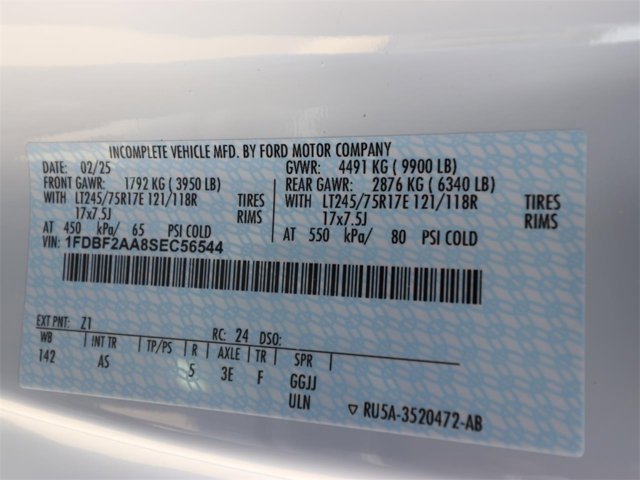 INCOMPLETE VEHICLE MFD. BY FORD MOTOR COMPANY
DATE: 02/25 GVWR: 4491 KG ( 9900 LB)
FRONT GAWR: 1792 KG ( 3950 LB) REAR GAWR: 2876 KG ( 6340 LB)
WITH LT245/75R17E 121/118R TIRES WITH LT245/75R17E 121/118R TIRES
17x7.5J RIMS 17x7.5J RIMS
AT 450 kPa/ 65 PSI COLD AT 550 kPa/ 80 PSI COLD
VIN: 1FDBF2AA8SEC56544
EXT PNT: Z1 RC: 24 DSO:
WB INT TR TP/PS R AXLE TR SPR
142 AS 5 3E F GGJJ
ULN ▽ RU5A-3520472-AB